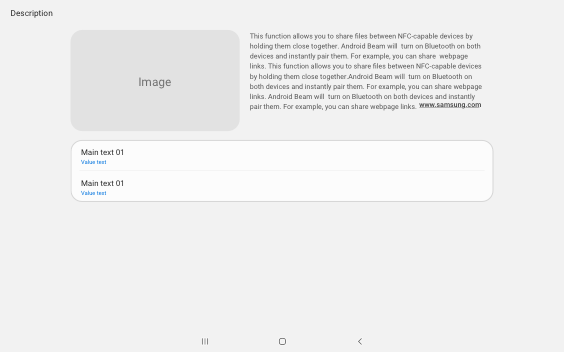 Description
Image
This function allows you to share files between NFC-capable devices by
holding them close together. Android Beam will turn on Bluetooth on both
devices and instantly pair them. For example, you can share webpage
links. This function allows you to share files between NFC-capable devices
by holding them close together.Android Beam will turn on Bluetooth on
both devices and instantly pair them. For example, you can share webpage
links. Android Beam will turn on Bluetooth on both devices and instantly
pair them. For example, you can share webpage links. www.samsung.com
Main text 01
Value text
Main text 01
Value text